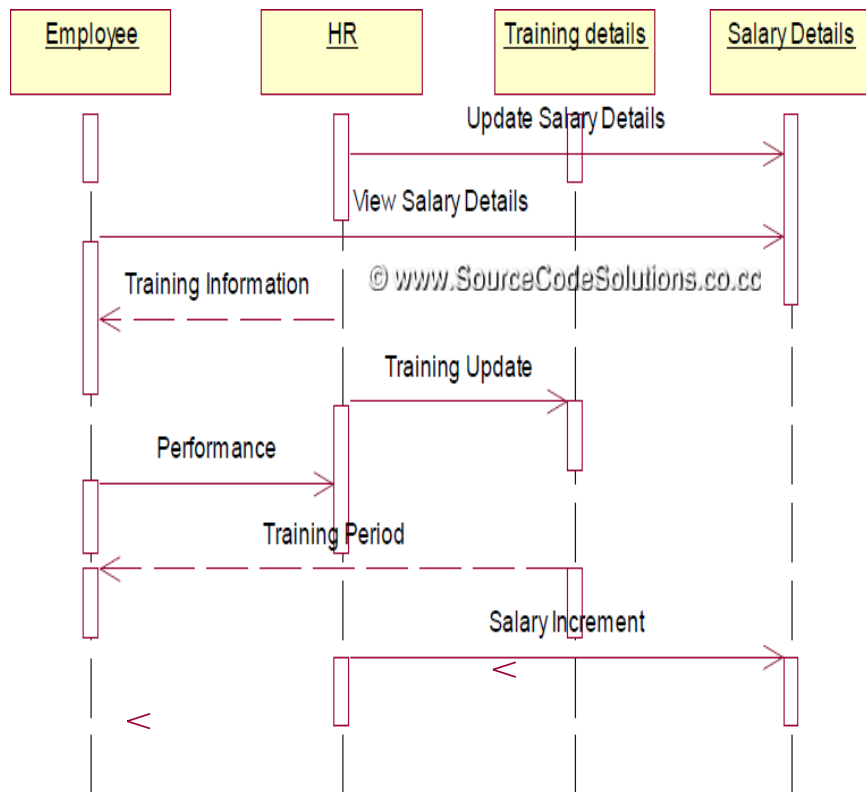 Employee
HR
Training details
Salary Details
Update Salary Details
View Salary Details
Training Information
© www.SourceCodeSolutions.co.cc
Training Update
Performance
Training Period
Salary Increment